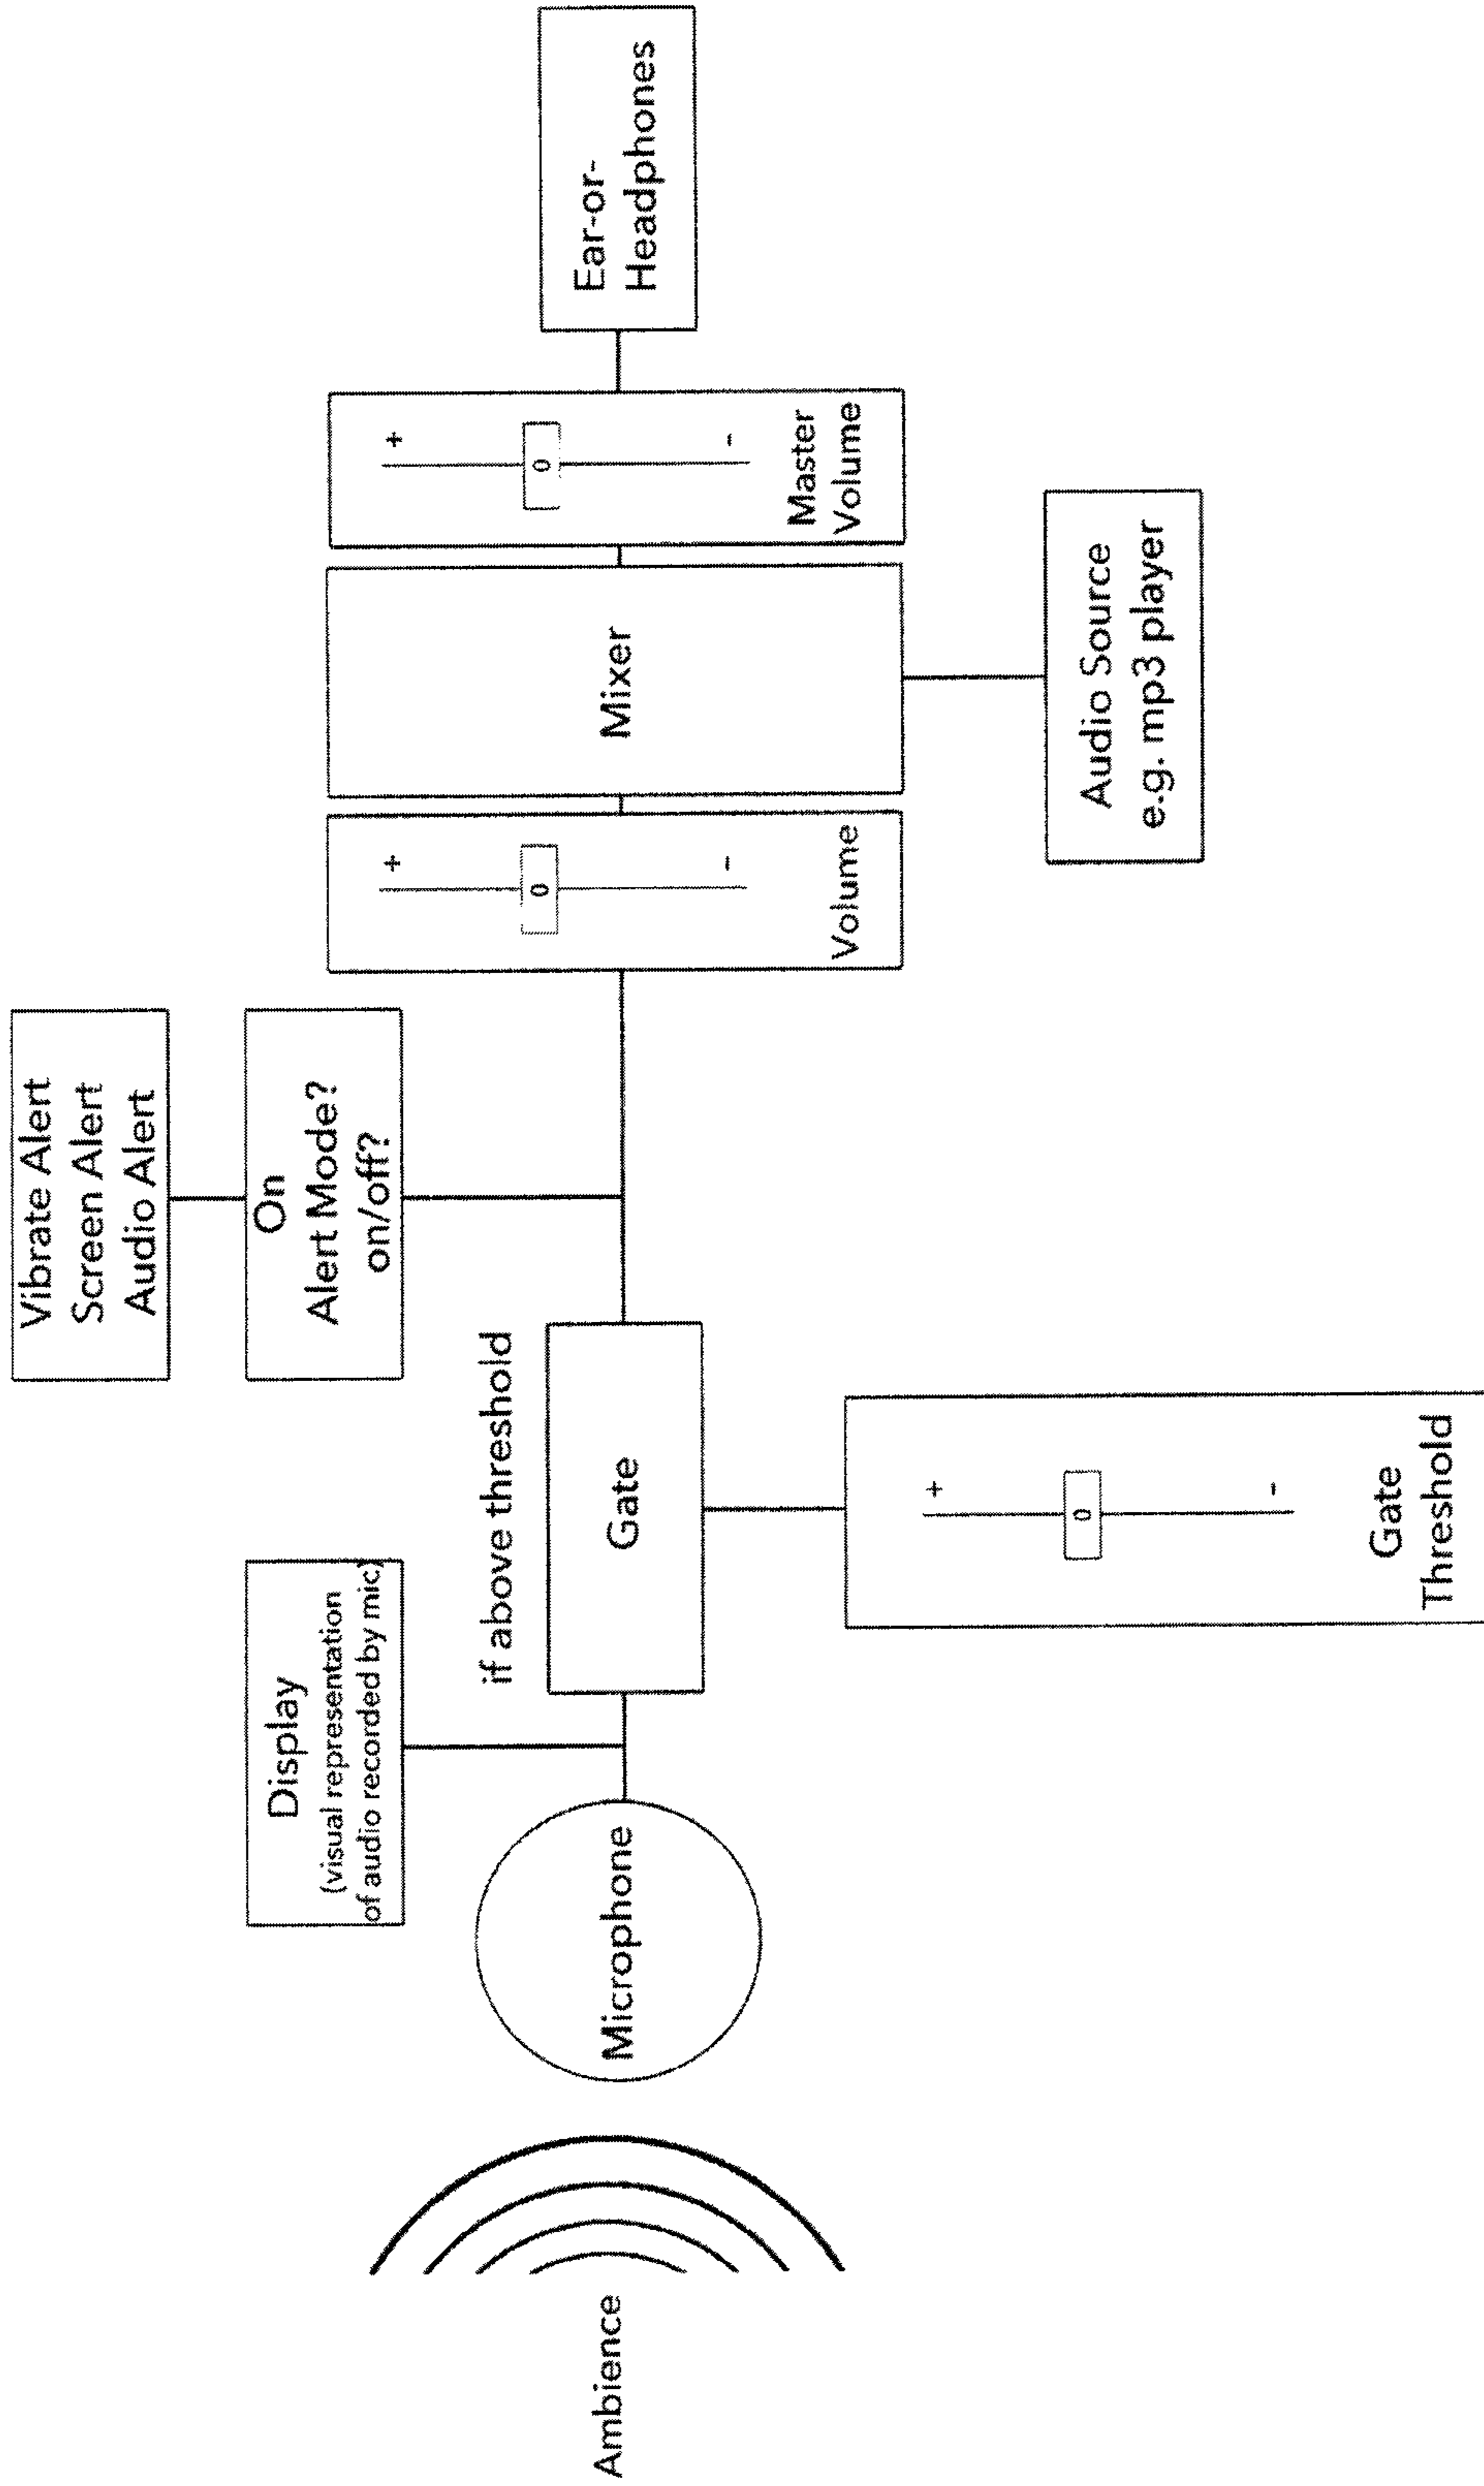 Ambience
Microphone
Display
(visual representation
of audio recorded by mic)
if above threshold
Gate
+
0
-
Gate
Threshold
Vibrate Alert
Screen Alert
Audio Alert
On
Alert Mode?
on/off?
+
0
-
Volume
Mixer
Audio Source
e.g. mp3 player
+
0
-
Master
Volume
Ear-or-
Headphones